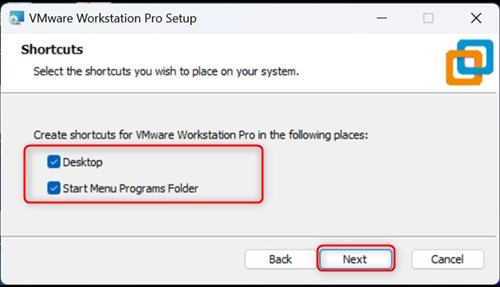 VMware Workstation Pro Setup
Shortcuts
Select the shortcuts you wish to place on your system.
Create shortcuts for VMware Workstation Pro in the following places:
Desktop
Start Menu Programs Folder
Back Next Cancel